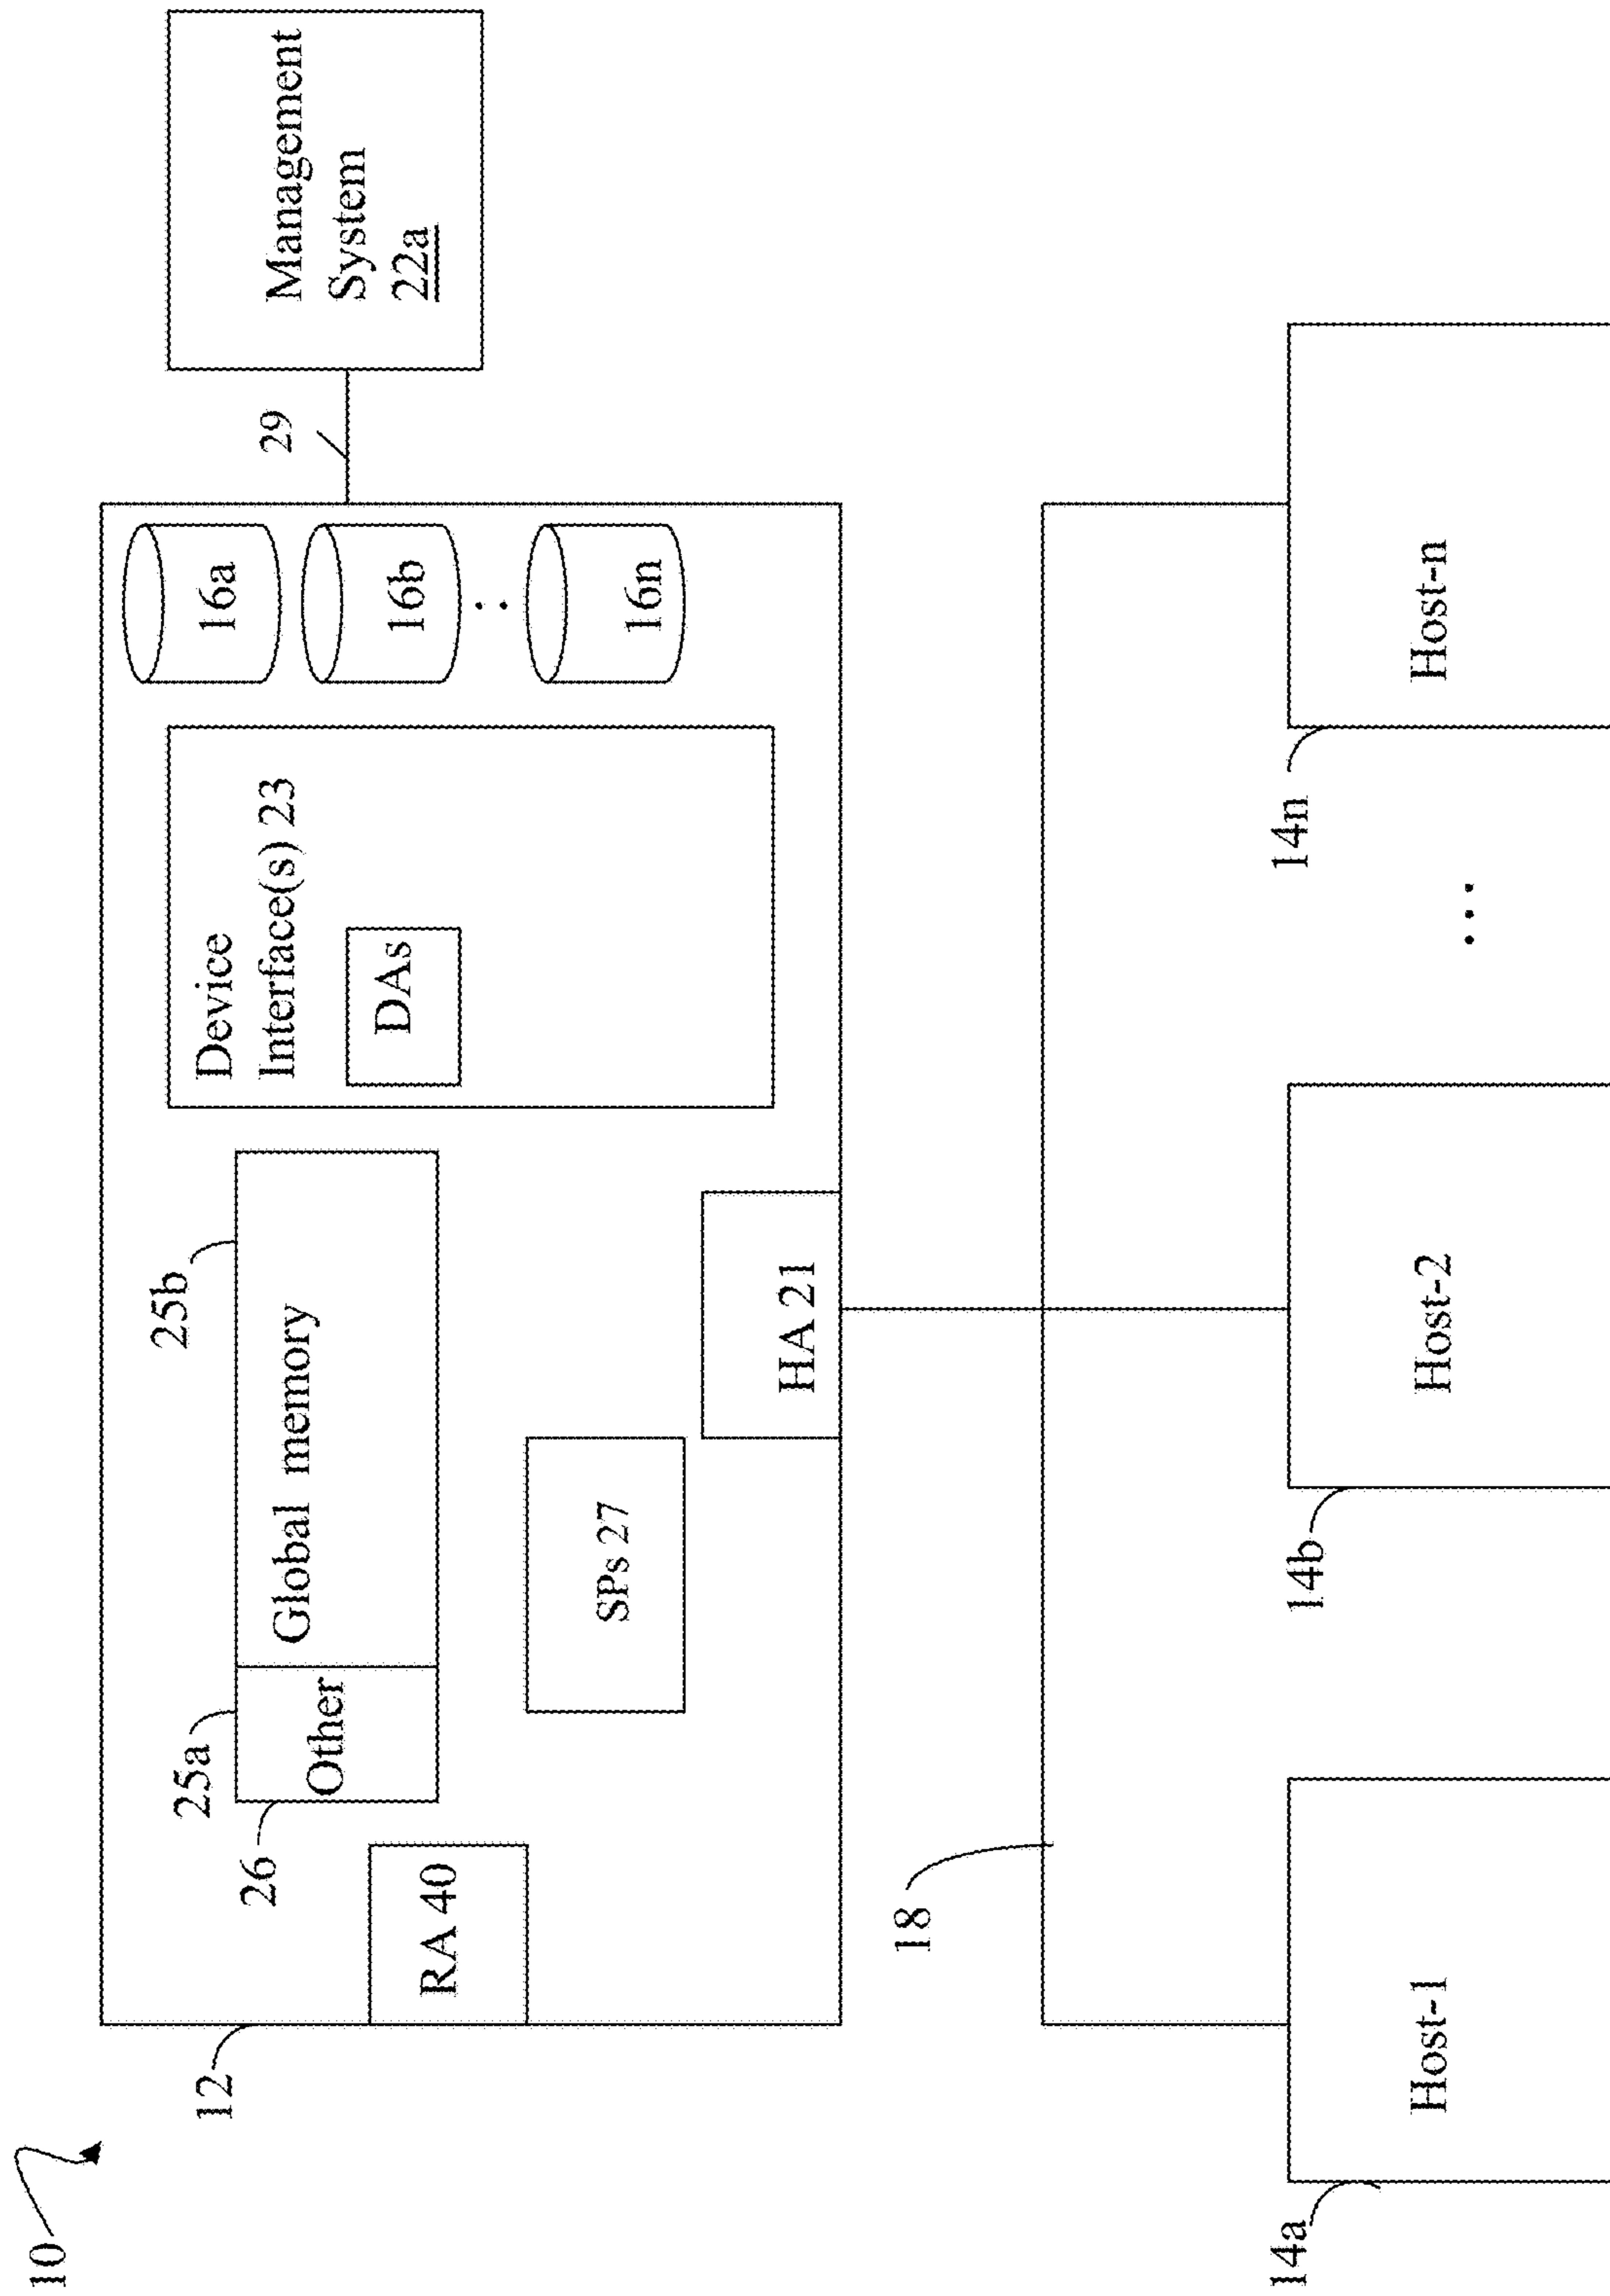 10
12
RA 40
26
25a
Other
Global memory
25b
SPs 27
HA 21
Device
Interface(s) 23
DAs
16a
16b
:
16n
29
Management
System
22a
18
14a
Host-1
14b
Host-2
...
14n
Host-n